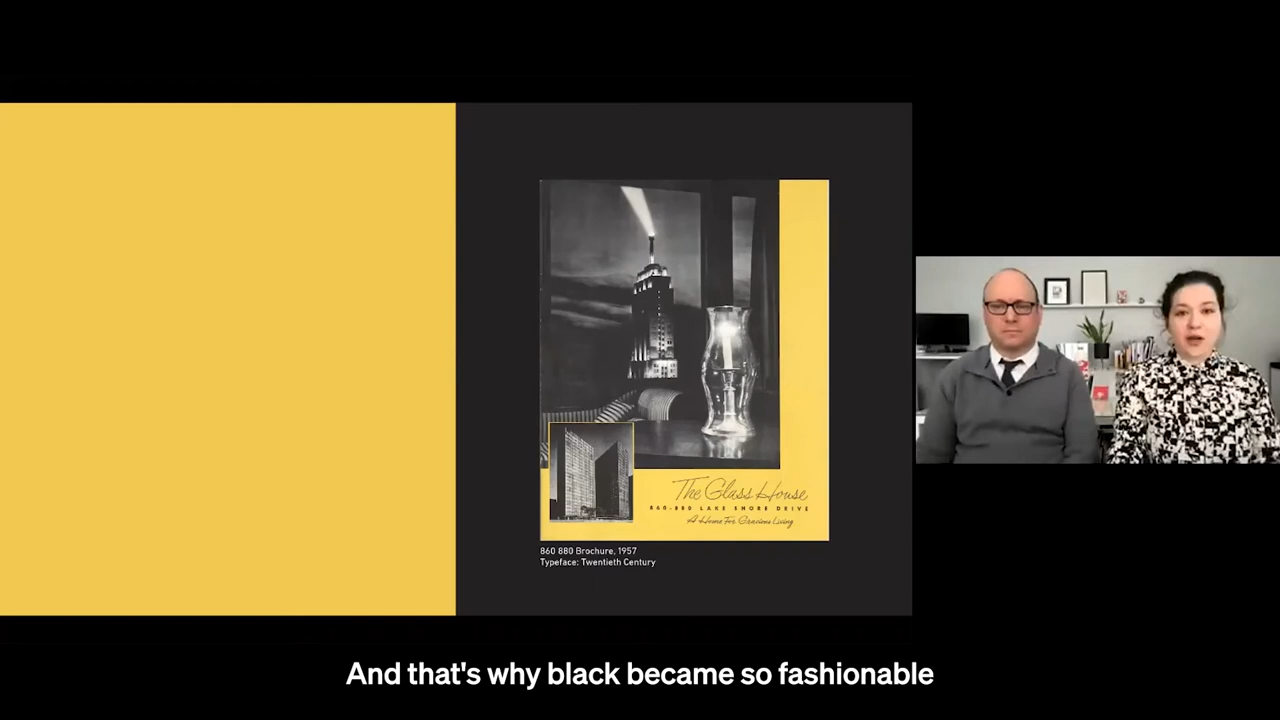 The Glass House
860-880 LAKE SHORE DRIVE
A Home For Gracious Living
860 880 Brochure, 1957
Typeface: Twentieth Century
And that's why black became so fashionable